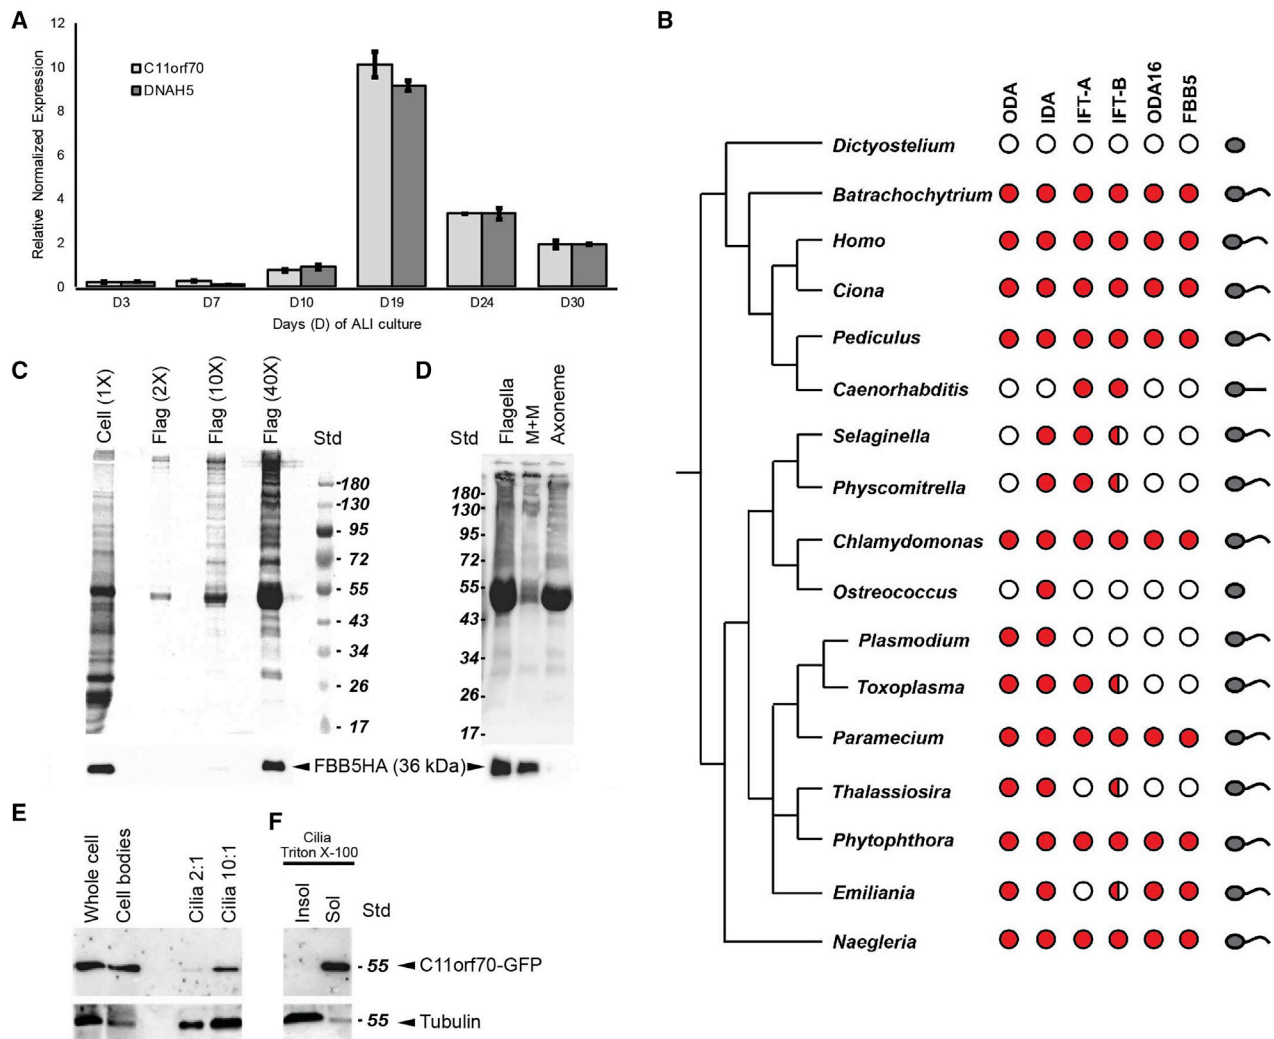 A
12
10
8
6
4
2
0
Relative Normalized Expression
C11orf70
DNAH5
D3 D7 D10 D19 D24 D30
Days (D) of ALI culture
B
ODA IDA IFT-A IFT-B ODA16 FBB5
Dictyostelium
Batrachochytrium
Homo
Ciona
Pediculus
Caenorhabditis
Selaginella
Physcomitrella
Chlamydomonas
Ostreococcus
Plasmodium
Toxoplasma
Paramecium
Thalassiosira
Phytophthora
Emiliania
Naegleria
C
Cell (1X) Flag (2X) Flag (10X) Flag (40X) Std
-180
-130
- 95
- 72
- 55
- 43
- 34
- 26
- 17
D
Std Flagella M+M Axoneme
180-
130-
95-
72-
55-
43-
34-
26-
17-
FBB5HA (36 kDa)
E
Whole cell Cell bodies Cilia 2:1 Cilia 10:1
F
Cilia
Triton X-100
Insol Sol Std
- 55 C11orf70-GFP
- 55 Tubulin